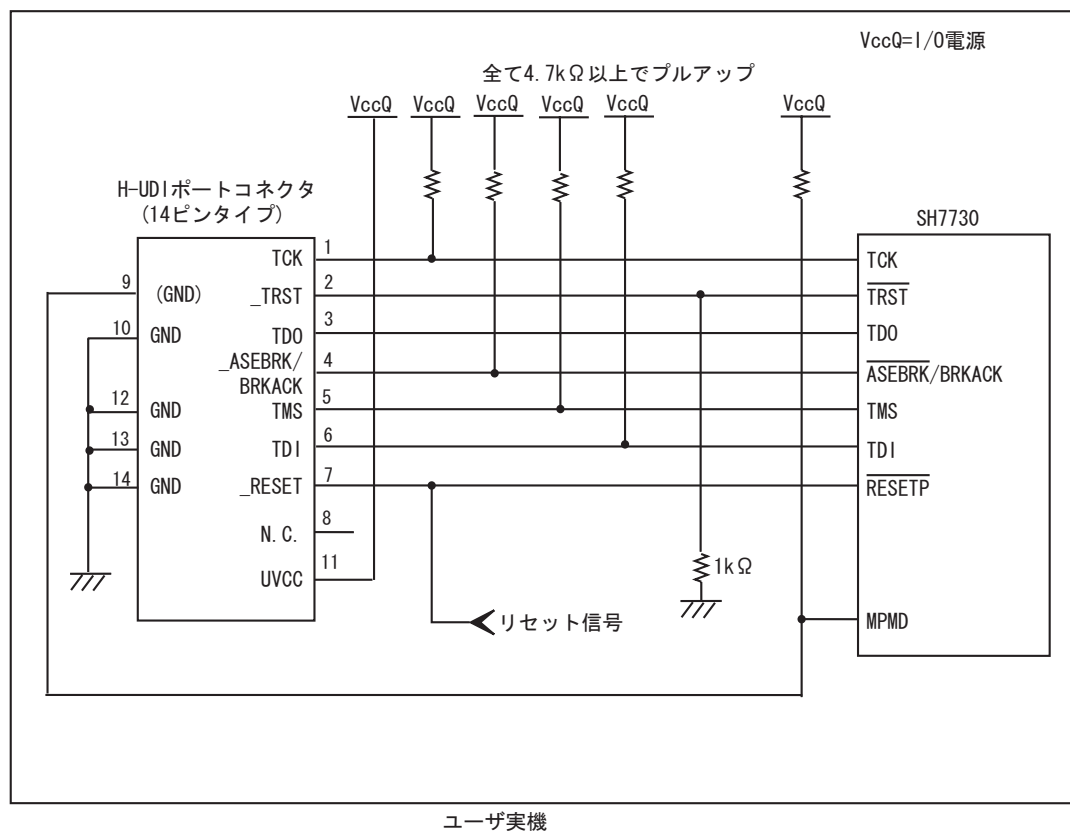 VccQ=I/O電源
全て4.7kΩ以上でプルアップ
VccQ VccQ VccQ VccQ VccQ VccQ
H-UDIポートコネクタ
(14ピンタイプ)
SH7730
TCK 1 TCK
9 (GND) _TRST 2 TRST
10 GND TDO 3 TDO
_ASEBRK/ 4 ASEBRK/BRKACK
BRKACK
12 GND TMS 5 TMS
13 GND TDI 6 TDI
14 GND _RESET 7 RESETP
N.C. 8
UVCC 11
1kΩ
リセット信号
MPMD
ユーザ実機